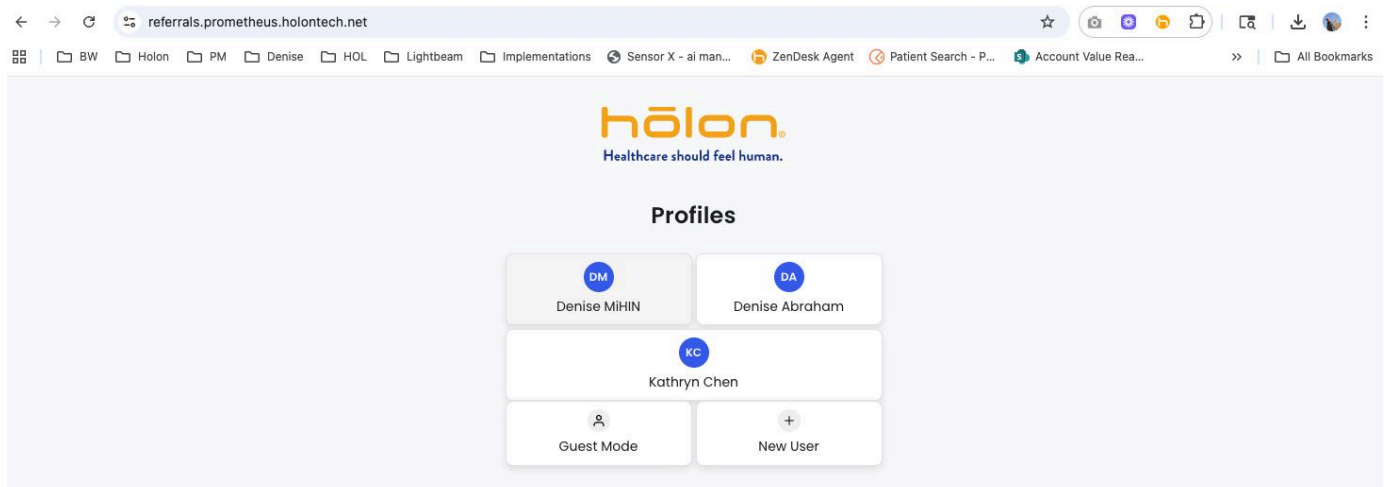 referrals.prometheus.holontech.net
BW Holon PM Denise HOL Lightbeam Implementations Sensor X - ai man... ZenDesk Agent Patient Search - P... Account Value Rea... » All Bookmarks
hōlon®
Healthcare should feel human.
Profiles
DM DA
Denise MiHIN Denise Abraham
KC
Kathryn Chen
Guest Mode New User